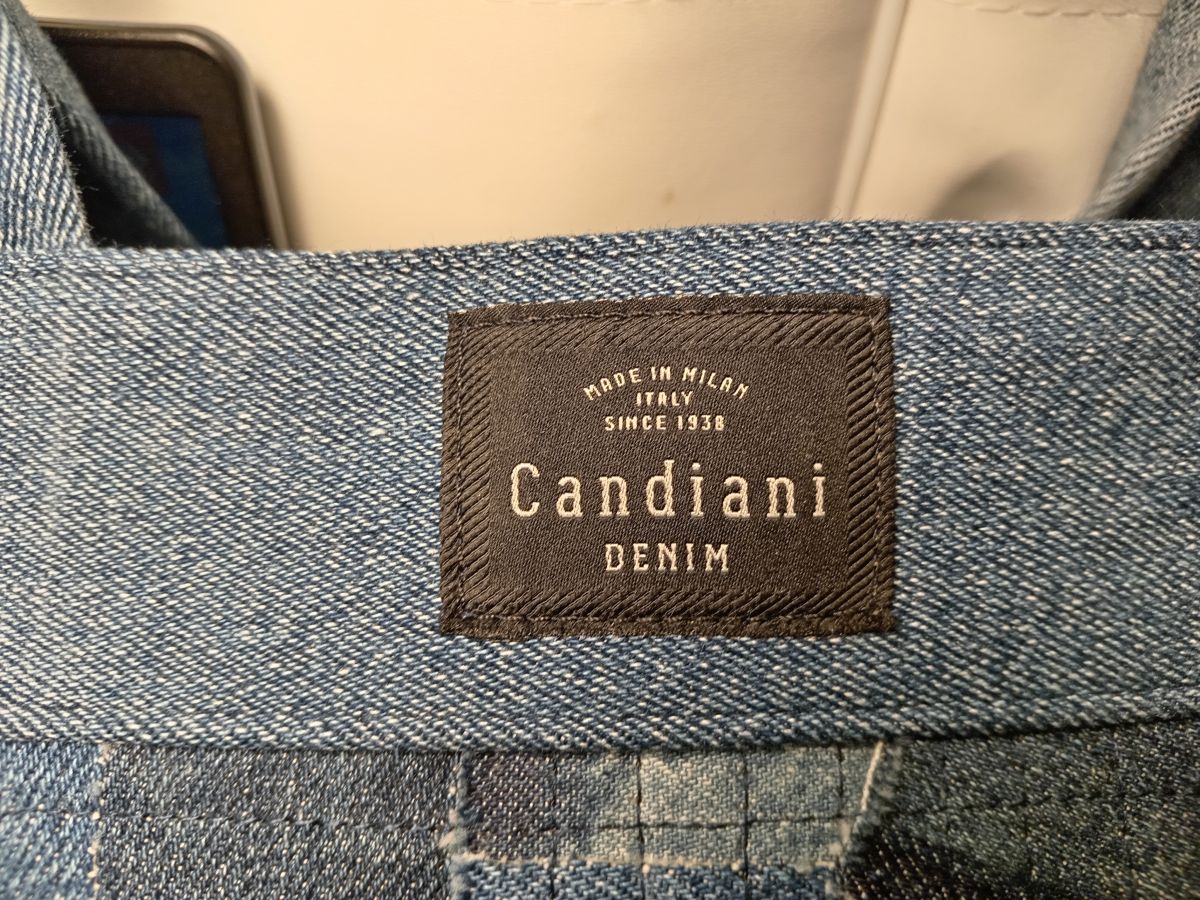 MADE IN MILAN
ITALY
SINCE 1938
Candiani
DENIM